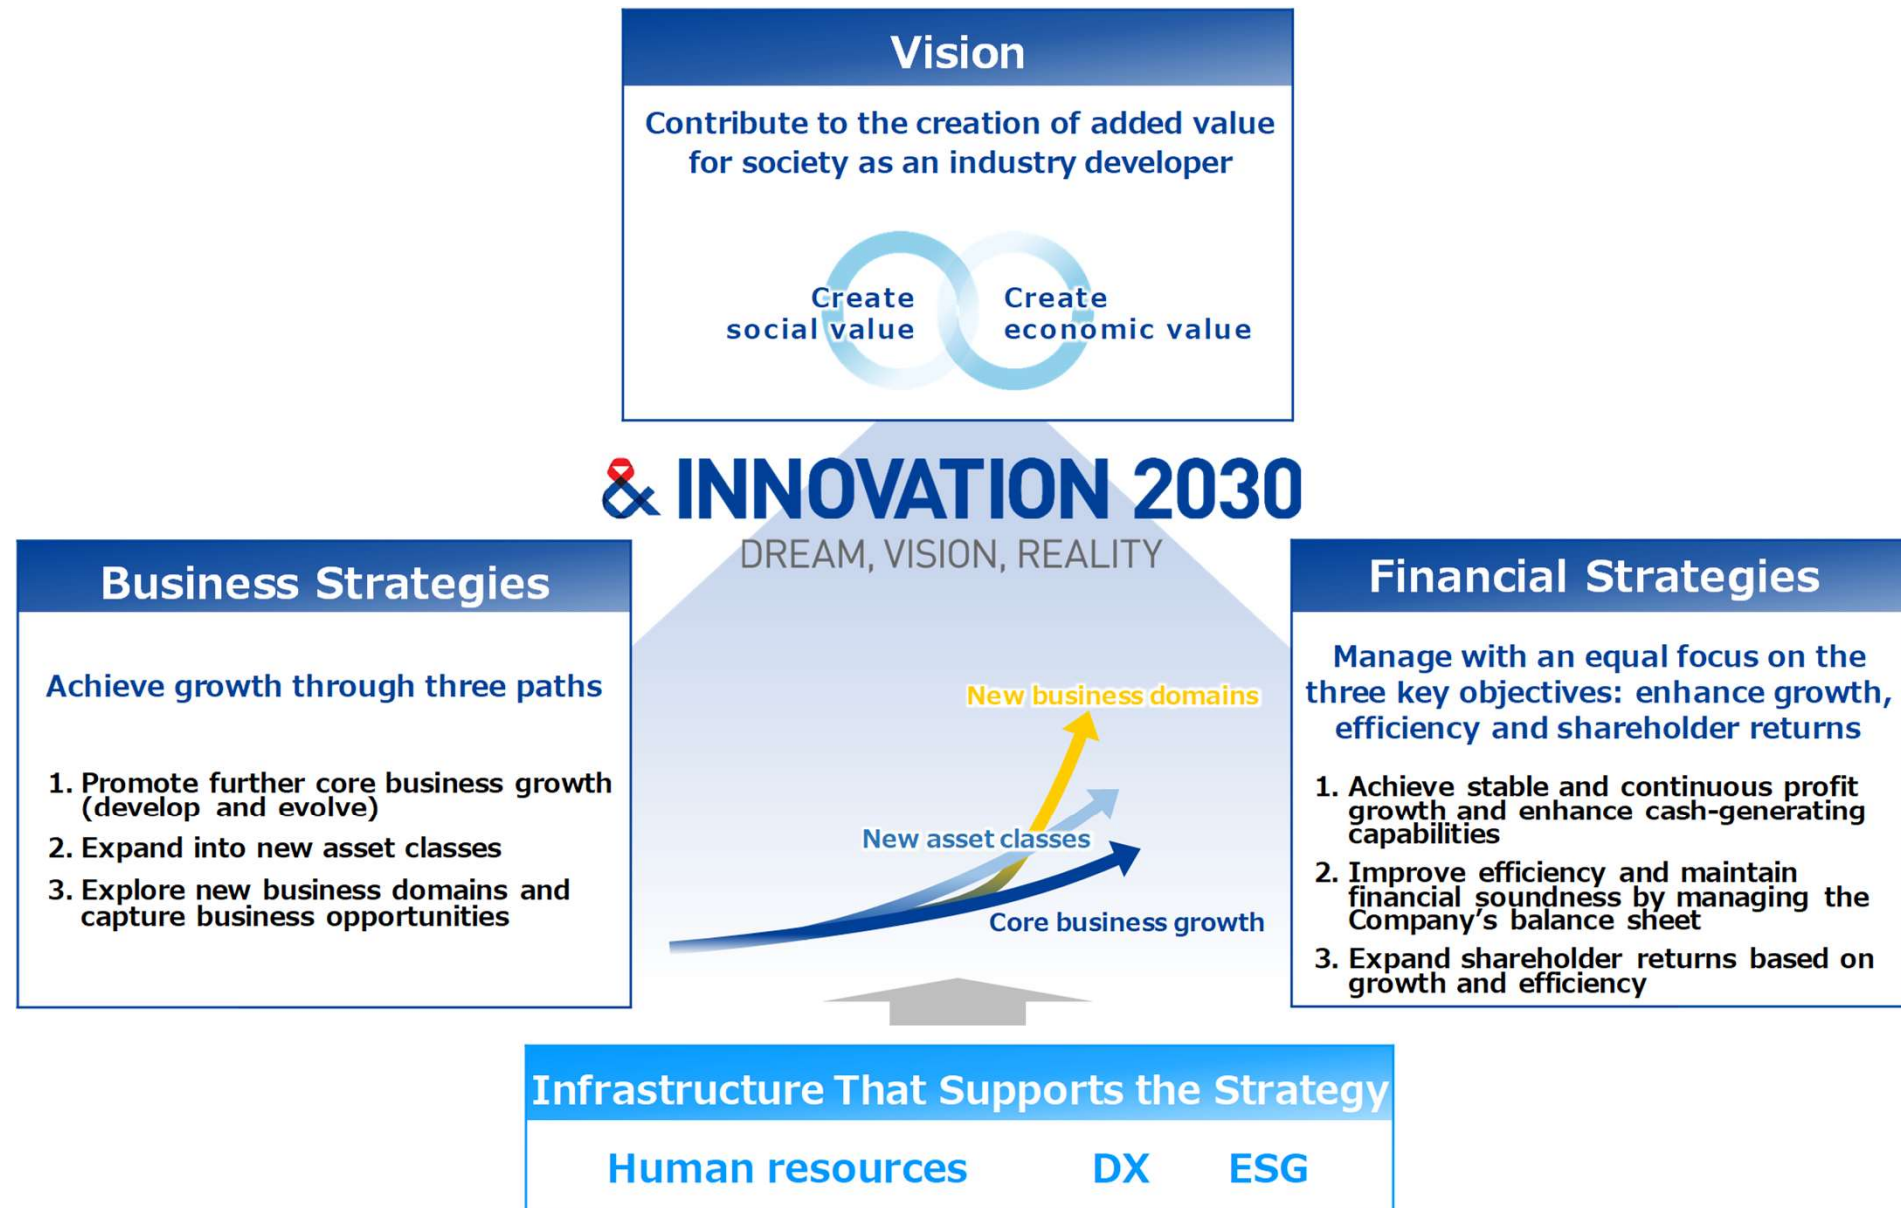 Vision
Contribute to the creation of added value
for society as an industry developer
Create
social value
Create
economic value
& INNOVATION 2030
DREAM, VISION, REALITY
Business Strategies
Achieve growth through three paths
1. Promote further core business growth
(develop and evolve)
2. Expand into new asset classes
3. Explore new business domains and
capture business opportunities
New business domains
New asset classes
Core business growth
Financial Strategies
Manage with an equal focus on the
three key objectives: enhance growth,
efficiency and shareholder returns
1. Achieve stable and continuous profit
growth and enhance cash-generating
capabilities
2. Improve efficiency and maintain
financial soundness by managing the
Company's balance sheet
3. Expand shareholder returns based on
growth and efficiency
Infrastructure That Supports the Strategy
Human resources DX ESG